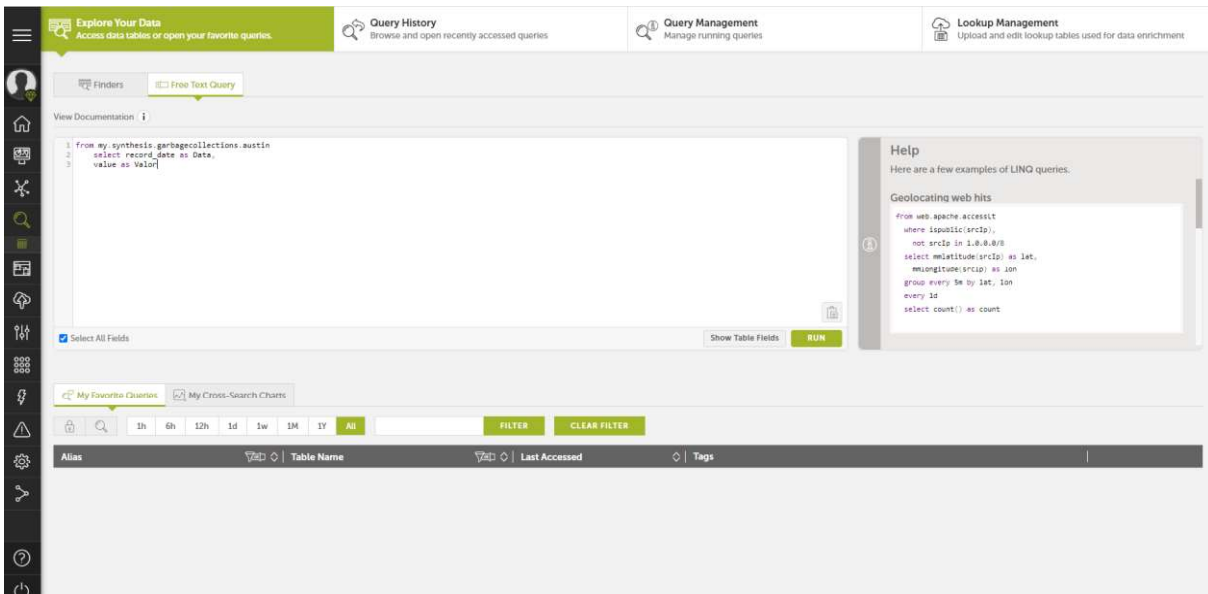 Explore Your Data
Access data tables or open your favorite queries.
Query History
Browse and open recently accessed queries
Query Management
Manage running queries
Lookup Management
Upload and edit lookup tables used for data enrichment
Finders
Free Text Query
View Documentation i
1 from my.synthesis.garbagecollections.austin
2 select record_date as Data,
3 value as Valor
Select All Fields
Show Table Fields
RUN
Help
Here are a few examples of LINQ queries.
Geolocating web hits
from web.apache.accessit
where ispublic(srcIp),
not srcIp in 1.0.0.0/8
select mmlatitude(srcIp) as lat,
mmlongitude(srcIp) as lon
group every 5m by lat, lon
every 1d
select count() as count
My Favorite Queries
My Cross-Search Charts
1h 6h 12h 1d 1w 1M 1Y All
FILTER
CLEAR FILTER
Alias
Table Name
Last Accessed
Tags